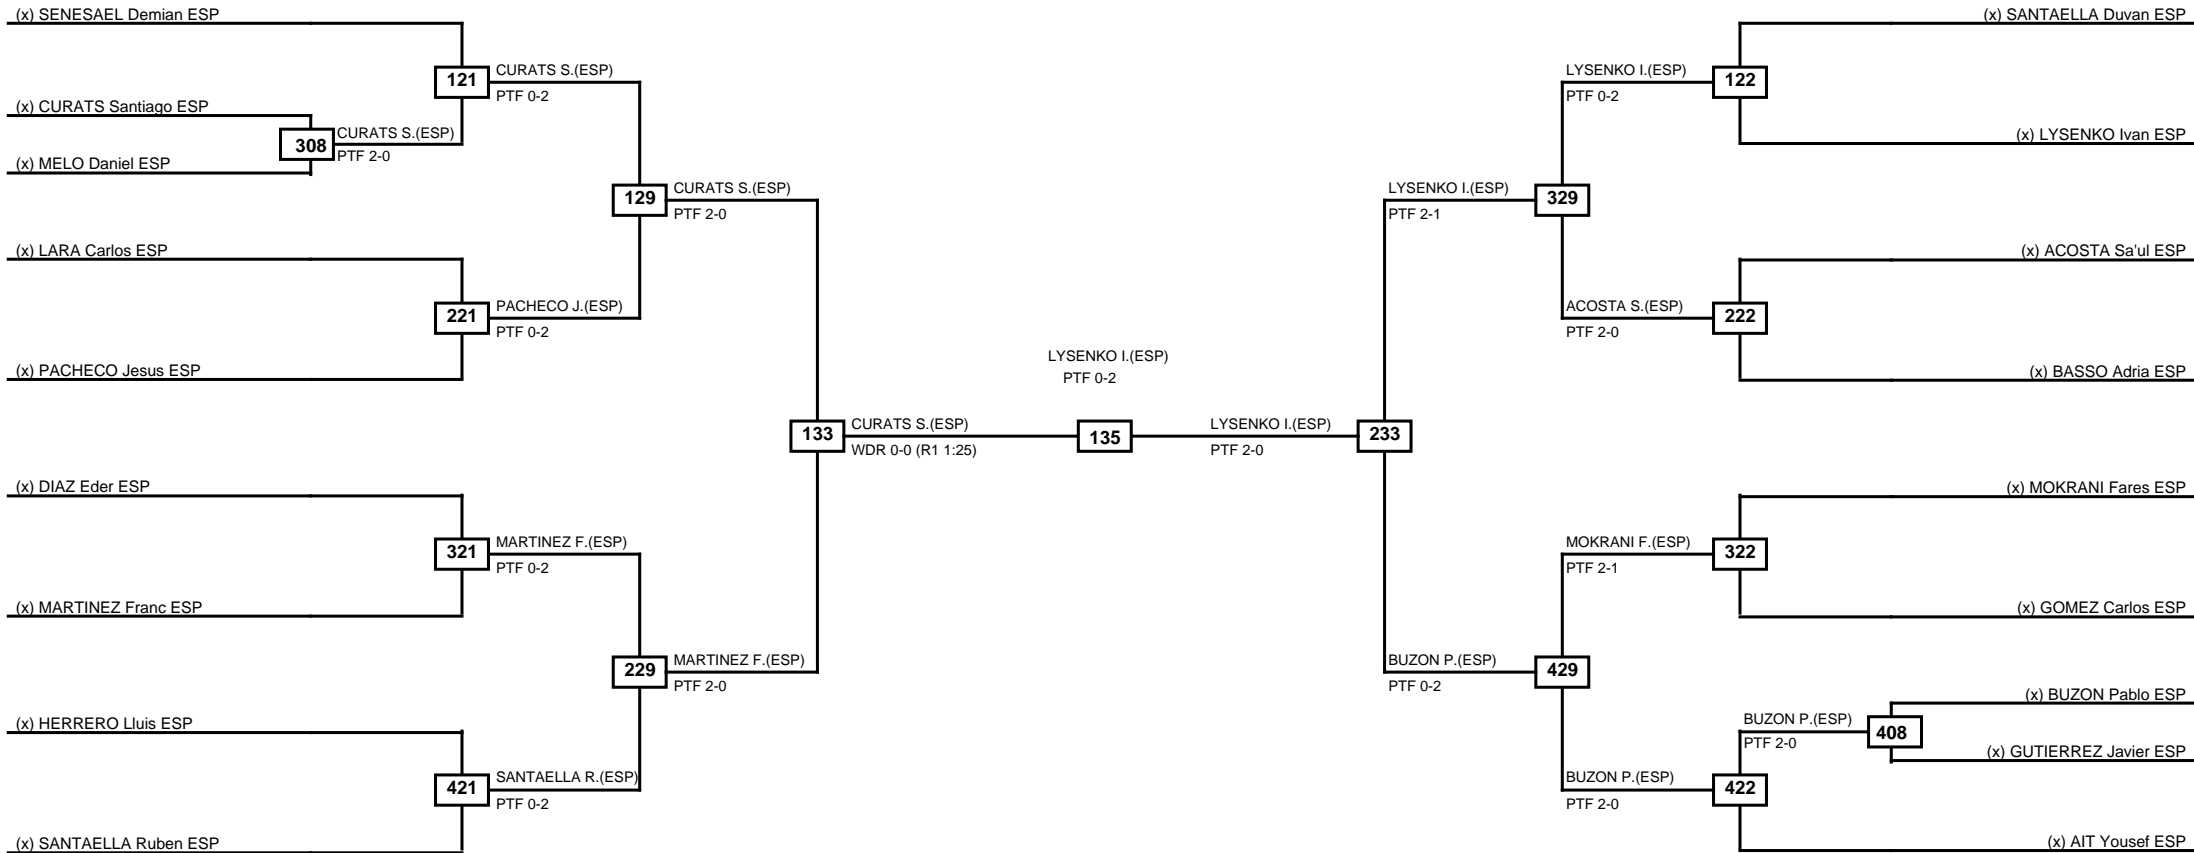 (x) SENESAEL Demian ESP
(x) SANTAELLA Duvan ESP
121
CURATS S.(ESP)
PTF 0-2
LYSENKO I.(ESP)
PTF 0-2
122
(x) CURATS Santiago ESP
308
CURATS S.(ESP)
PTF 2-0
(x) LYSENKO Ivan ESP
(x) MELO Daniel ESP
129
CURATS S.(ESP)
PTF 2-0
LYSENKO I.(ESP)
PTF 2-1
329
(x) LARA Carlos ESP
(x) ACOSTA Sa'ul ESP
221
PACHECO J.(ESP)
PTF 0-2
ACOSTA S.(ESP)
PTF 2-0
222
(x) PACHECO Jesus ESP
(x) BASSO Adria ESP
LYSENKO I.(ESP)
PTF 0-2
133
CURATS S.(ESP)
WDR 0-0 (R1 1:25)
135
LYSENKO I.(ESP)
PTF 2-0
233
(x) DIAZ Eder ESP
(x) MOKRANI Fares ESP
321
MARTINEZ F.(ESP)
PTF 0-2
MOKRANI F.(ESP)
PTF 2-1
322
(x) MARTINEZ Franc ESP
(x) GOMEZ Carlos ESP
229
MARTINEZ F.(ESP)
PTF 2-0
BUZON P.(ESP)
PTF 0-2
429
(x) HERRERO Lluis ESP
(x) BUZON Pablo ESP
BUZON P.(ESP)
PTF 2-0
408
(x) GUTIERREZ Javier ESP
421
SANTAELLA R.(ESP)
PTF 0-2
BUZON P.(ESP)
PTF 2-0
422
(x) SANTAELLA Ruben ESP
(x) AIT Yousef ESP